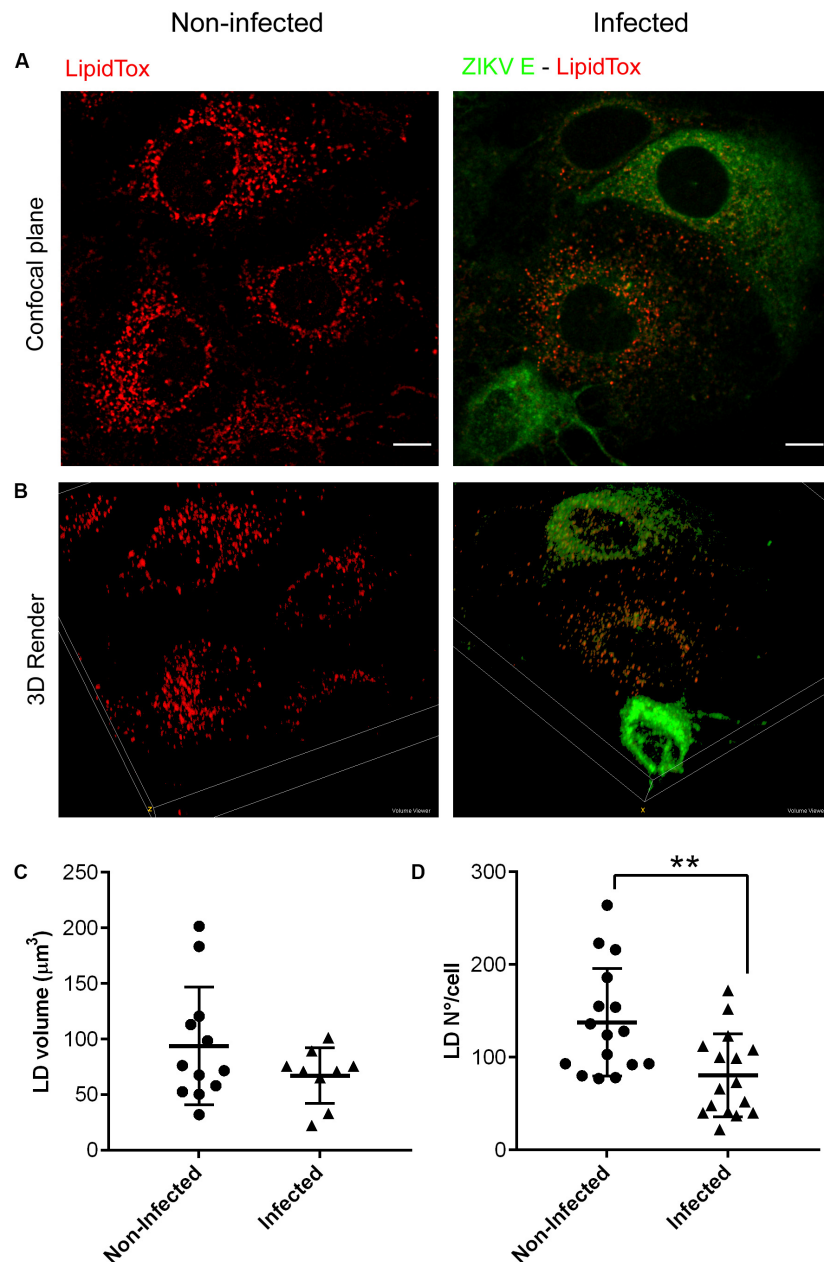 Non-infected Infected
A LipidTox ZIKV E - LipidTox
Confocal plane
B
3D Render
z Volume Viewer x Volume Viewer
C D
250
200
150
100
50
0
LD volume (μm³)
Non-Infected Infected
**
300
200
100
0
LD N°/cell
Non-Infected Infected